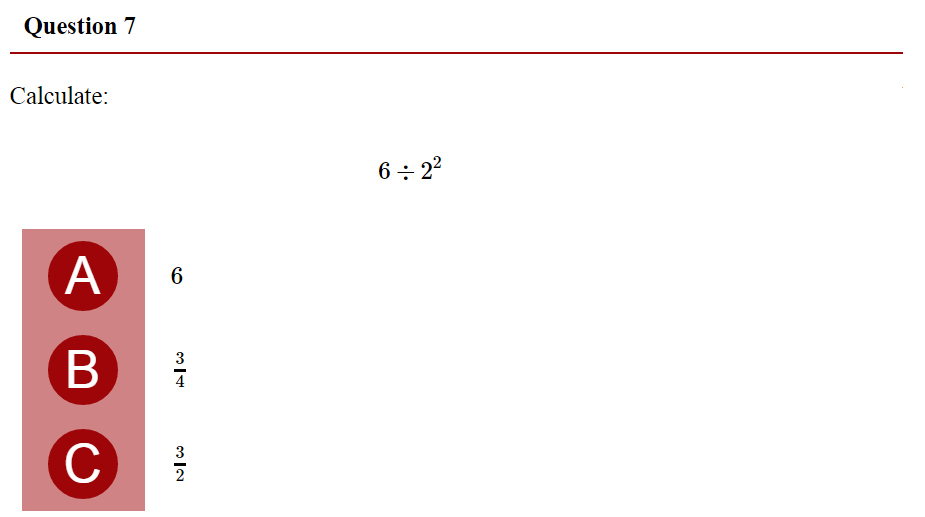 Question 7
Calculate:
6 ÷ 2²
A 6
B 3/4
C 3/2